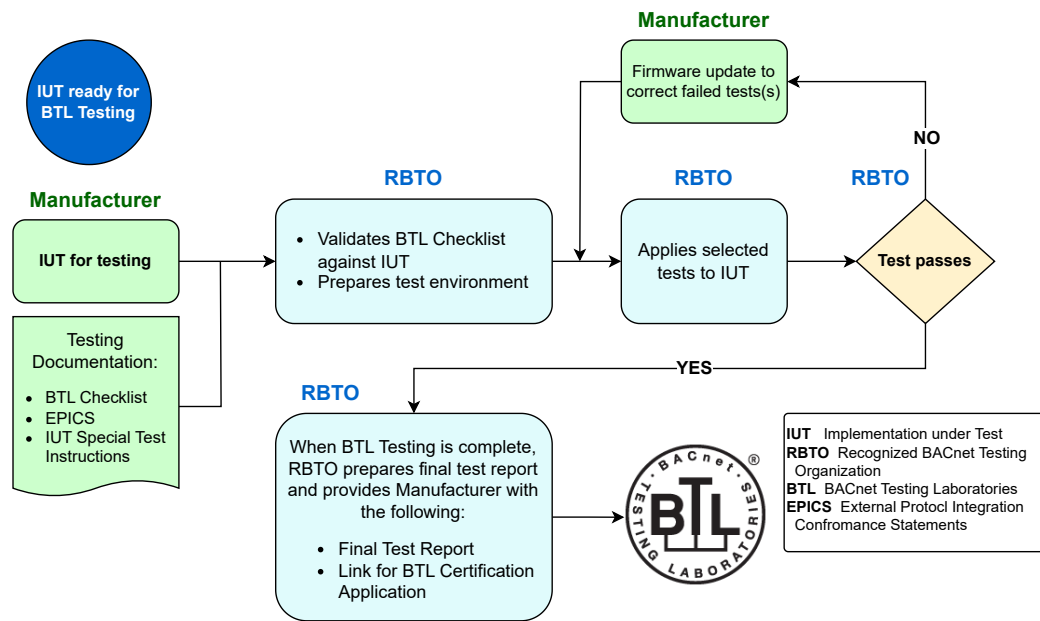 Manufacturer
Firmware update to
correct failed tests(s)
IUT ready for
BTL Testing
NO
RBTO
RBTO
RBTO
Manufacturer
IUT for testing
• Validates BTL Checklist
against IUT
• Prepares test environment
Applies selected
tests to IUT
Test passes
Testing
Documentation:
• BTL Checklist
• EPICS
• IUT Special Test
Instructions
YES
RBTO
When BTL Testing is complete,
RBTO prepares final test report
and provides Manufacturer with
the following:
• Final Test Report
• Link for BTL Certification
Application
· BACnet ·
TESTING LABORATORIES
BTL
®
IUT Implementation under Test
RBTO Recognized BACnet Testing
Organization
BTL BACnet Testing Laboratories
EPICS External Protocl Integration
Confromance Statements